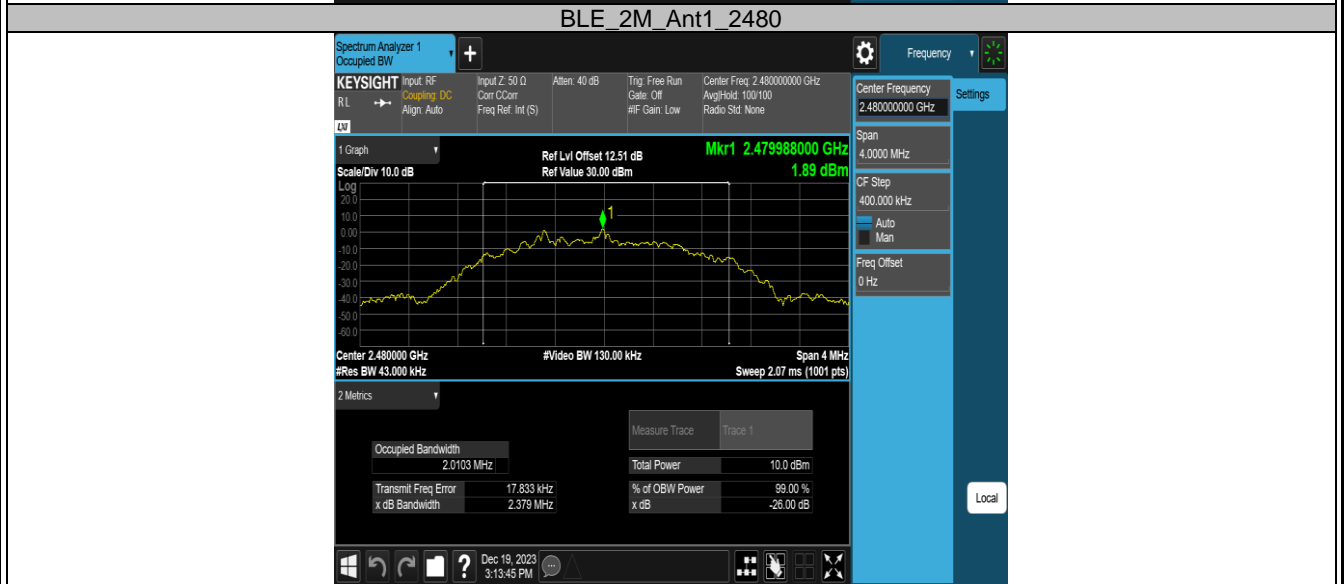 BLE_2M_Ant1_2480
Spectrum Analyzer 1
Occupied BW
+
Frequency
KEYSIGHT
RL
LXI
Input: RF
Coupling: DC
Align: Auto
Input Z: 50 Ω
Corr CCorr
Freq Ref: Int (S)
Atten: 40 dB
Trig: Free Run
Gate: Off
#IF Gain: Low
Center Freq: 2.480000000 GHz
Avg|Hold: 100/100
Radio Std: None
Center Frequency
2.480000000 GHz
Settings
Span
4.0000 MHz
CF Step
400.000 kHz
Auto
Man
Freq Offset
0 Hz
Local
1 Graph
Scale/Div 10.0 dB
Ref Lvl Offset 12.51 dB
Ref Value 30.00 dBm
Mkr1 2.479988000 GHz
1.89 dBm
Log
20.0
10.0
0.00
-10.0
-20.0
-30.0
-40.0
-50.0
-60.0
1
Center 2.480000 GHz
#Video BW 130.00 kHz
Span 4 MHz
#Res BW 43.000 kHz
Sweep 2.07 ms (1001 pts)
2 Metrics
Measure Trace Trace 1
Occupied Bandwidth
2.0103 MHz
Total Power 10.0 dBm
Transmit Freq Error 17.833 kHz
% of OBW Power 99.00 %
x dB Bandwidth 2.379 MHz
x dB -26.00 dB
?
Dec 19, 2023
3:13:45 PM